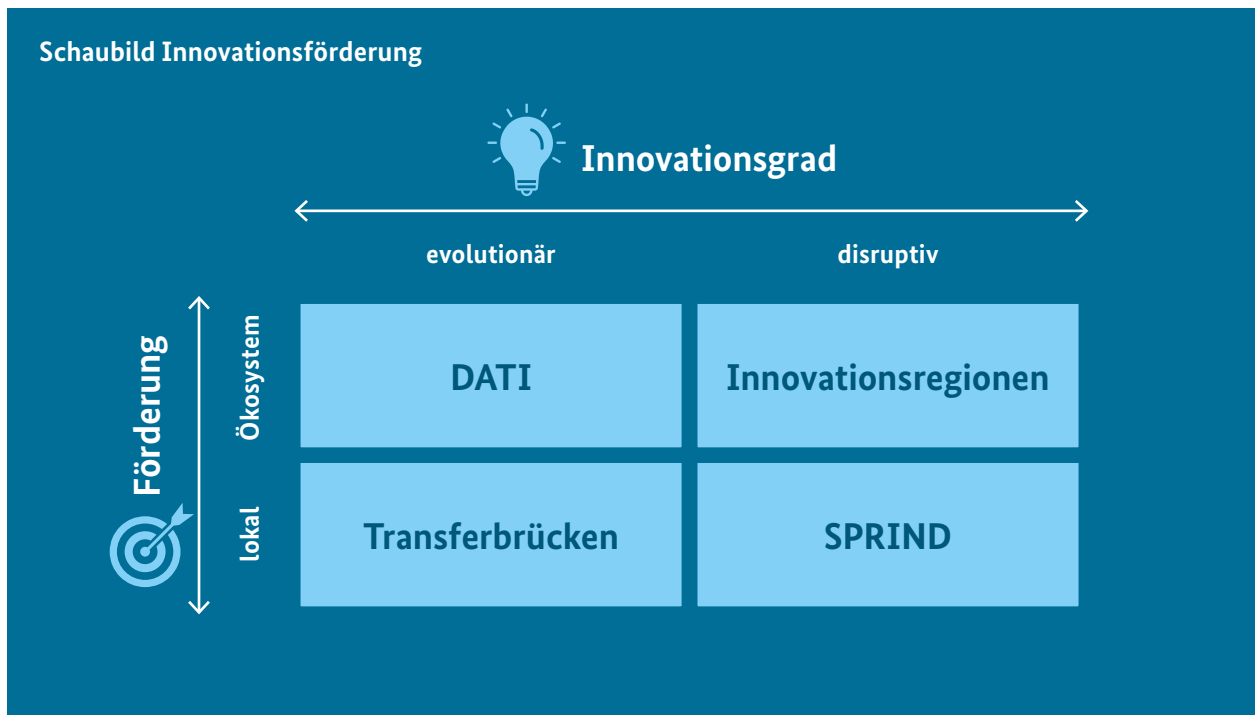 Schaubild Innovationsförderung
Innovationsgrad
evolutionär
disruptiv
Förderung
Ökosystem
DATI
Innovationsregionen
lokal
Transferbrücken
SPRIND